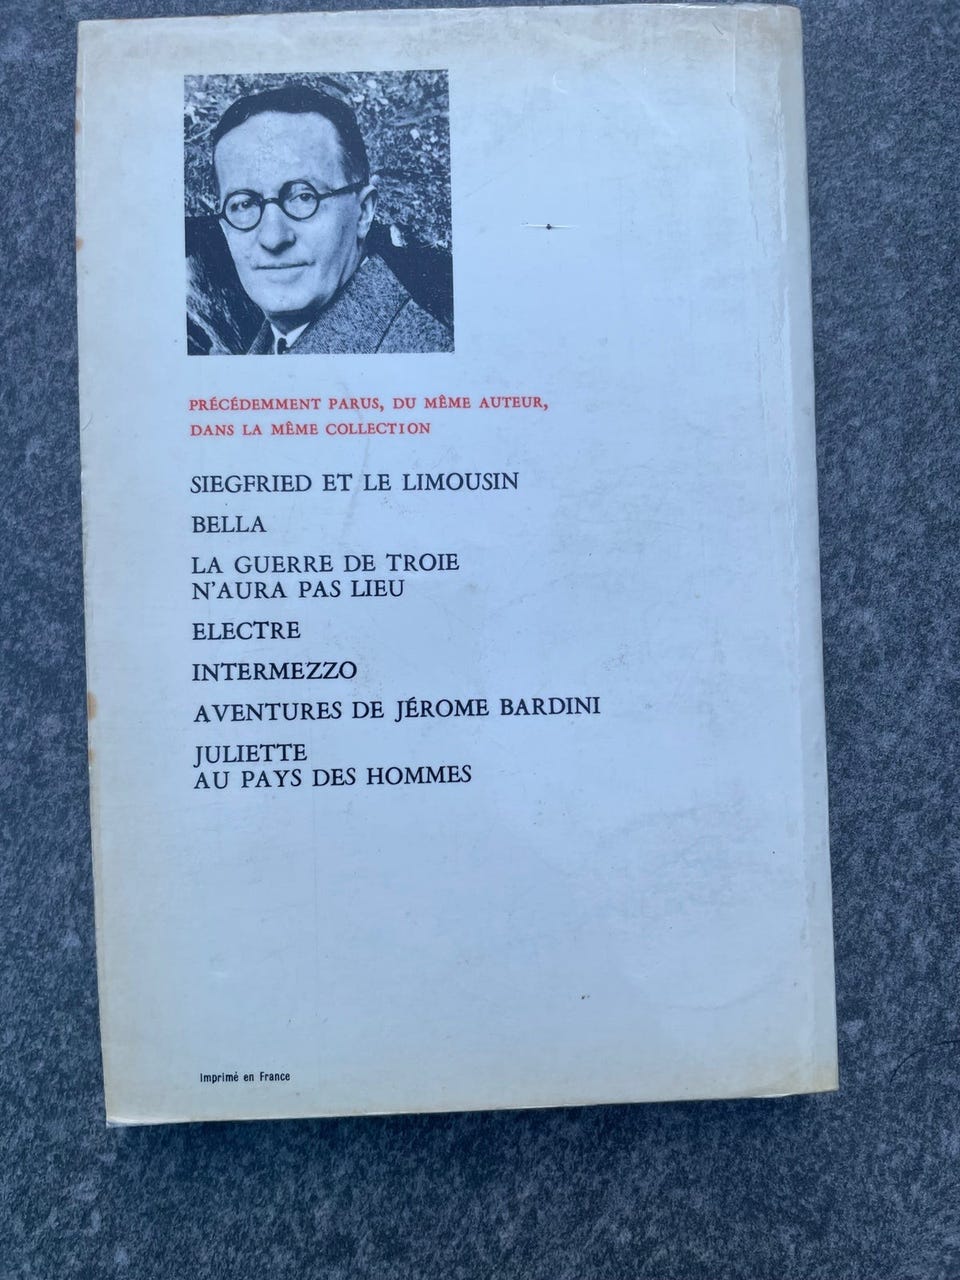 PRÉCÉDEMMENT PARUS, DU MÊME AUTEUR,
DANS LA MÊME COLLECTION
SIEGFRIED ET LE LIMOUSIN
BELLA
LA GUERRE DE TROIE
N'AURA PAS LIEU
ELECTRE
INTERMEZZO
AVENTURES DE JÉROME BARDINI
JULIETTE
AU PAYS DES HOMMES
Imprimé en France